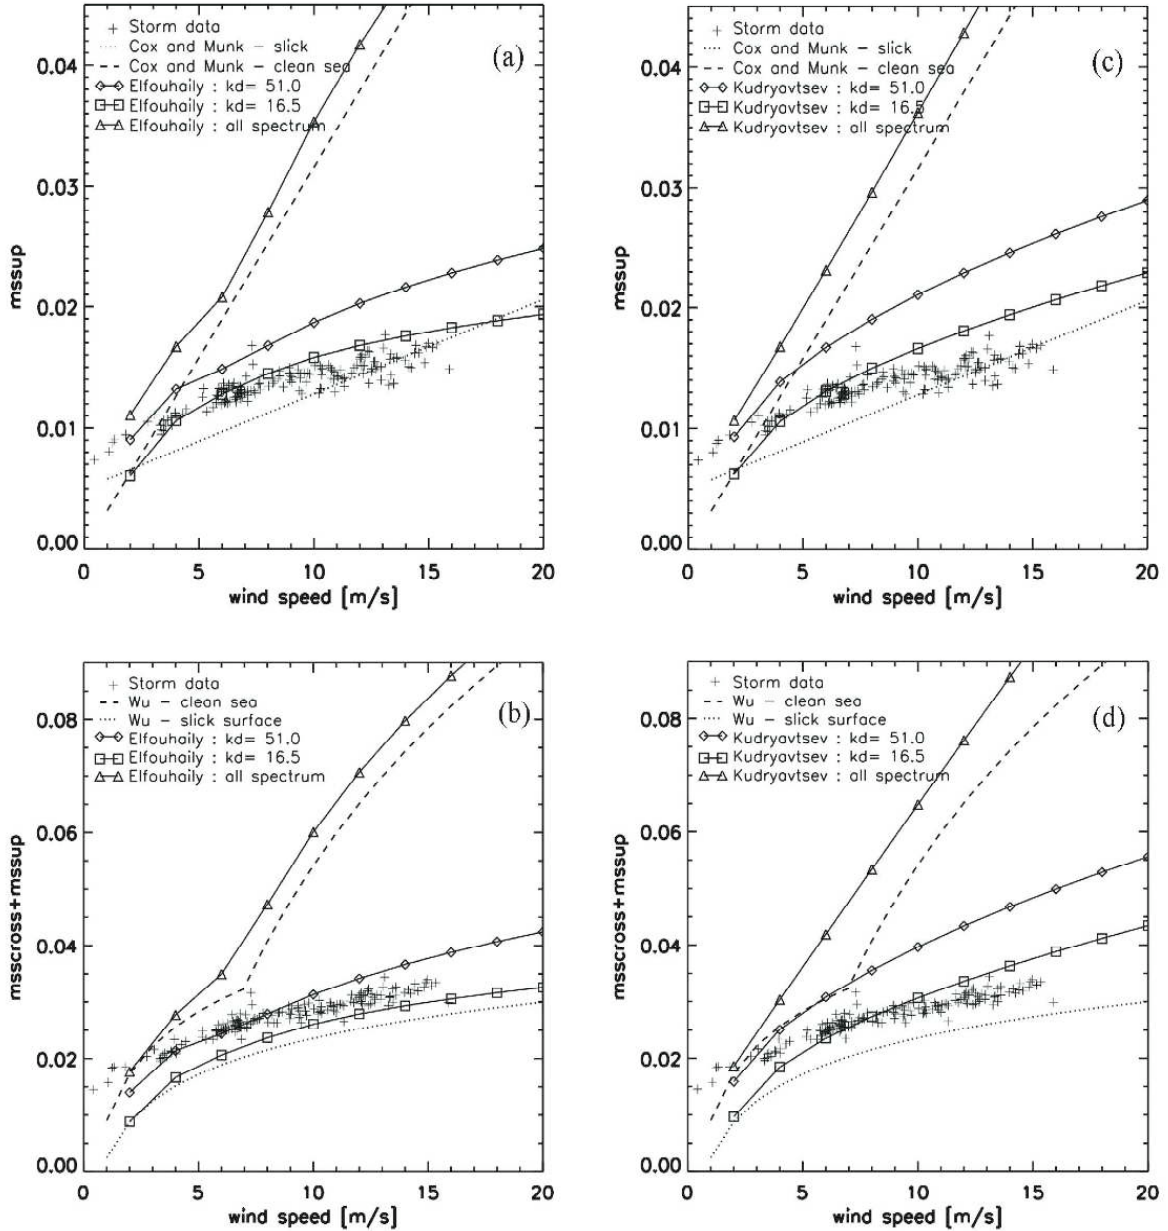 (a)
Storm data
Cox and Munk – slick
Cox and Munk – clean sea
Elfouhaily : kd= 51.0
Elfouhaily : kd= 16.5
Elfouhaily : all spectrum
0.04
0.03
0.02
0.01
0.00
mssup
0
5
10
15
20
wind speed [m/s]
(c)
Storm data
Cox and Munk – slick
Cox and Munk – clean sea
Kudryavtsev : kd= 51.0
Kudryavtsev : kd= 16.5
Kudryavtsev : all spectrum
0.04
0.03
0.02
0.01
0.00
mssup
0
5
10
15
20
wind speed [m/s]
(b)
Storm data
Wu – clean sea
Wu – slick surface
Elfouhaily : kd= 51.0
Elfouhaily : kd= 16.5
Elfouhaily : all spectrum
0.08
0.06
0.04
0.02
0.00
msscross+mssup
0
5
10
15
20
wind speed [m/s]
(d)
Storm data
Wu – clean sea
Wu – slick surface
Kudryavtsev : kd= 51.0
Kudryavtsev : kd= 16.5
Kudryavtsev : all spectrum
0.08
0.06
0.04
0.02
0.00
msscross+mssup
0
5
10
15
20
wind speed [m/s]